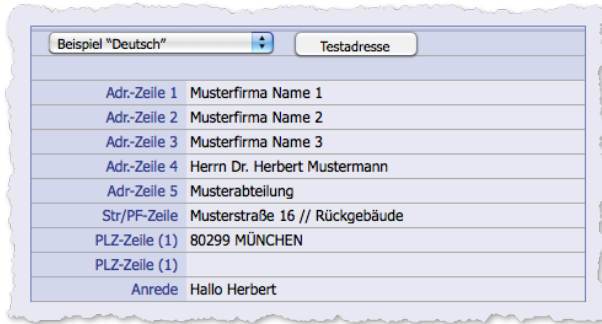 Beispiel "Deutsch" Testadresse
Adr.-Zeile 1 Musterfirma Name 1
Adr.-Zeile 2 Musterfirma Name 2
Adr.-Zeile 3 Musterfirma Name 3
Adr.-Zeile 4 Herrn Dr. Herbert Mustermann
Adr-Zeile 5 Musterabteilung
Str/PF-Zeile Musterstraße 16 // Rückgebäude
PLZ-Zeile (1) 80299 MÜNCHEN
PLZ-Zeile (1)
Anrede Hallo Herbert